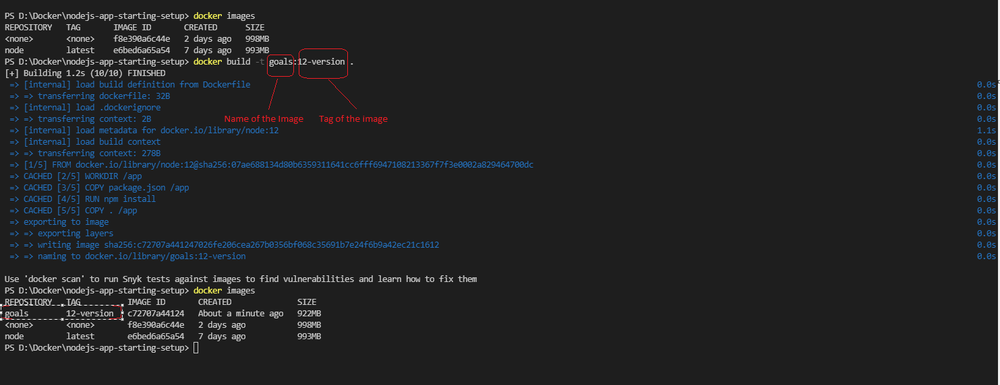 PS D:\Docker\nodejs-app-starting-setup> docker images
REPOSITORY   TAG       IMAGE ID       CREATED      SIZE
<none>       <none>    f8e390a6c44e   2 days ago   998MB
node         latest    e6bed6a65a54   7 days ago   993MB
PS D:\Docker\nodejs-app-starting-setup> docker build -t goals:12-version .
[+] Building 1.2s (10/10) FINISHED
 => [internal] load build definition from Dockerfile 0.0s
 => => transferring dockerfile: 32B 0.0s
 => [internal] load .dockerignore 0.0s
 => => transferring context: 2B 0.0s
Name of the Image
Tag of the image
 => [internal] load metadata for docker.io/library/node:12 1.1s
 => [internal] load build context 0.0s
 => => transferring context: 278B 0.0s
 => [1/5] FROM docker.io/library/node:12@sha256:07ae688134d80b6359311641cc6fff6947108213367f7f3e0002a829464700dc 0.0s
 => CACHED [2/5] WORKDIR /app 0.0s
 => CACHED [3/5] COPY package.json /app 0.0s
 => CACHED [4/5] RUN npm install 0.0s
 => CACHED [5/5] COPY . /app 0.0s
 => exporting to image 0.0s
 => => exporting layers 0.0s
 => => writing image sha256:c72707a441247026fe206cea267b0356bf068c35691b7e24f6b9a42ec21c1612 0.0s
 => => naming to docker.io/library/goals:12-version 0.0s
Use 'docker scan' to run Snyk tests against images to find vulnerabilities and learn how to fix them
PS D:\Docker\nodejs-app-starting-setup> docker images
REPOSITORY   TAG          IMAGE ID       CREATED              SIZE
goals        12-version   c72707a44124   About a minute ago   922MB
<none>       <none>       f8e390a6c44e   2 days ago           998MB
node         latest       e6bed6a65a54   7 days ago           993MB
PS D:\Docker\nodejs-app-starting-setup>